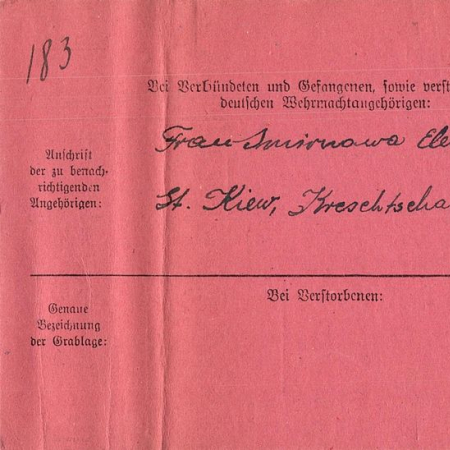 183
Bei Verbündeten und Gefangenen, sowie verst
deutschen Wehrmachtangehörigen:
Anschrift
der zu benach-
richtigenden
Angehörigen:
Frau Smirnowa Ele
St. Kiew, Kreschtscha
Bei Verstorbenen:
Genaue
Bezeichnung
der Grablage: